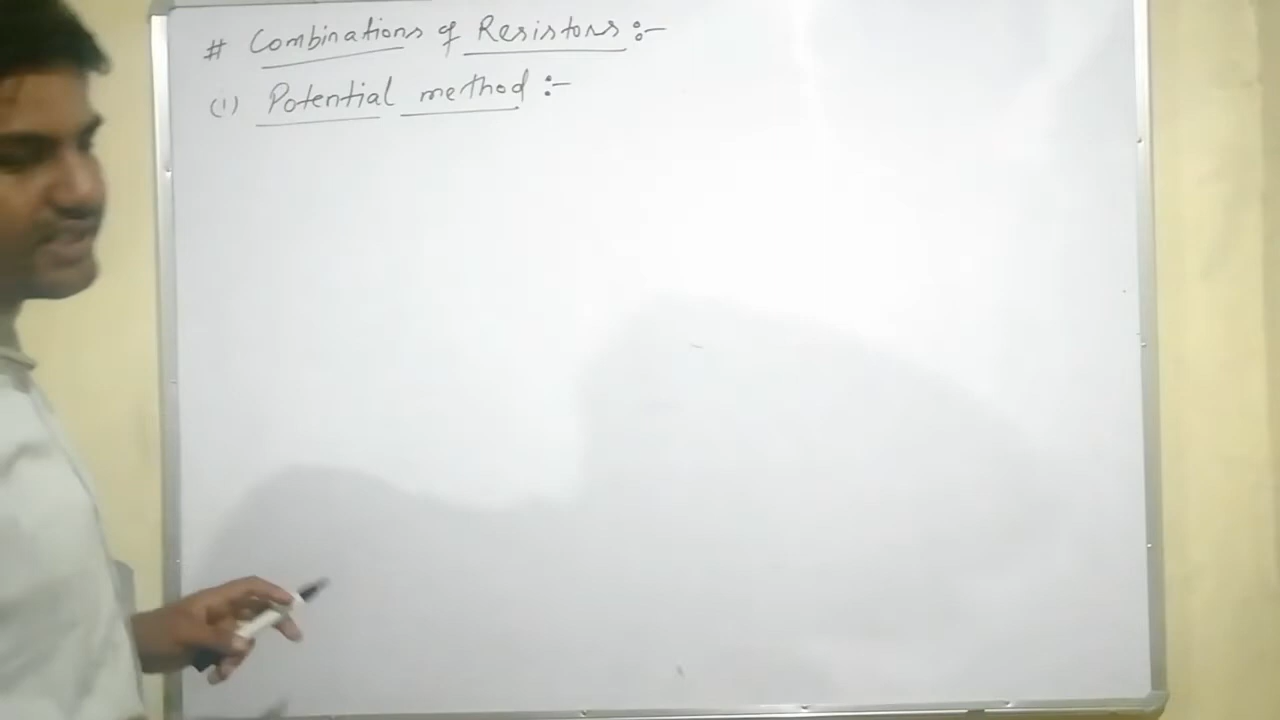 # Combinations of Resistors :-
(1) Potential method :-